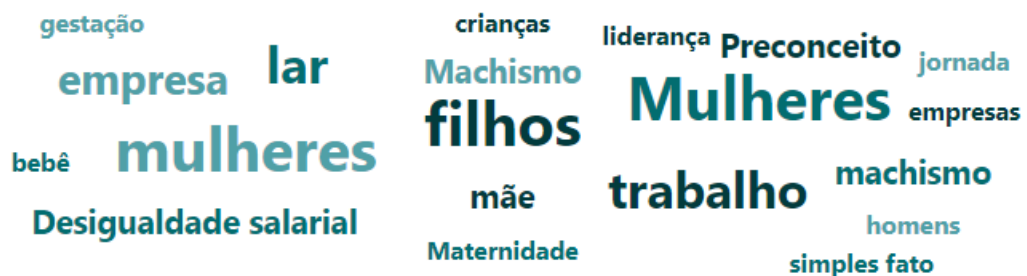 gestação
empresa
lar
mulheres
bebê
Desigualdade salarial
crianças
Machismo
filhos
mãe
Maternidade
liderança
Preconceito
jornada
Mulheres
empresas
trabalho
machismo
homens
simples fato